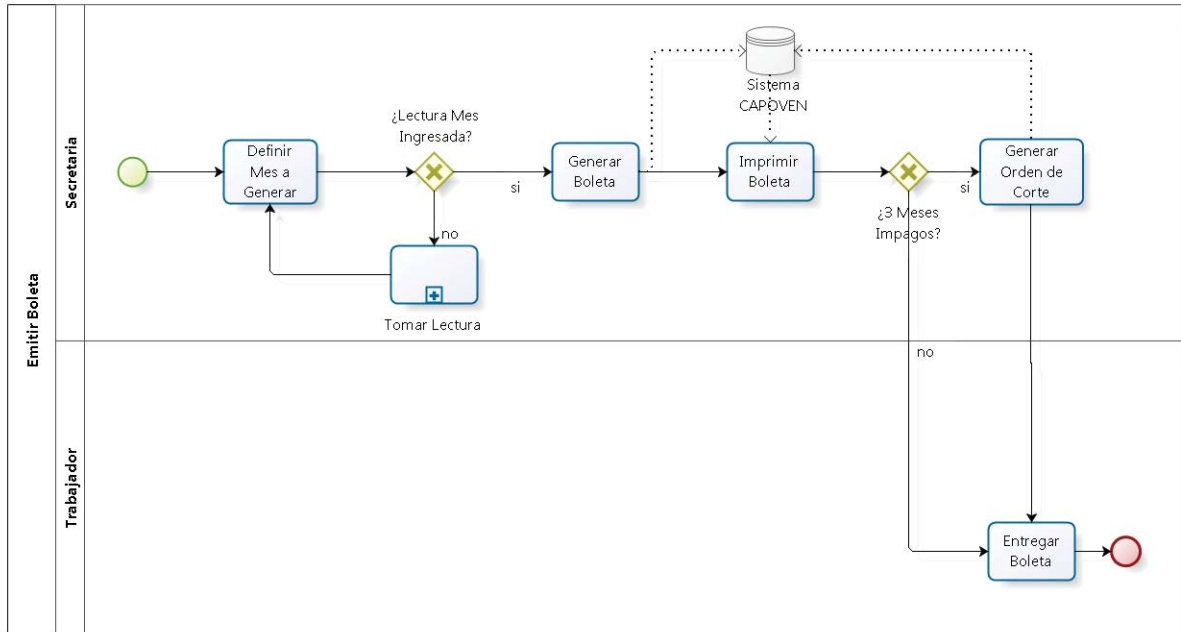 Emitir Boleta
Secretaria
Definir
Mes a
Generar
¿Lectura Mes
Ingresada?
si
no
Tomar Lectura
Generar
Boleta
Sistema
CAPOVEN
Imprimir
Boleta
¿3 Meses
Impagos?
si
no
Generar
Orden de
Corte
Trabajador
Entregar
Boleta